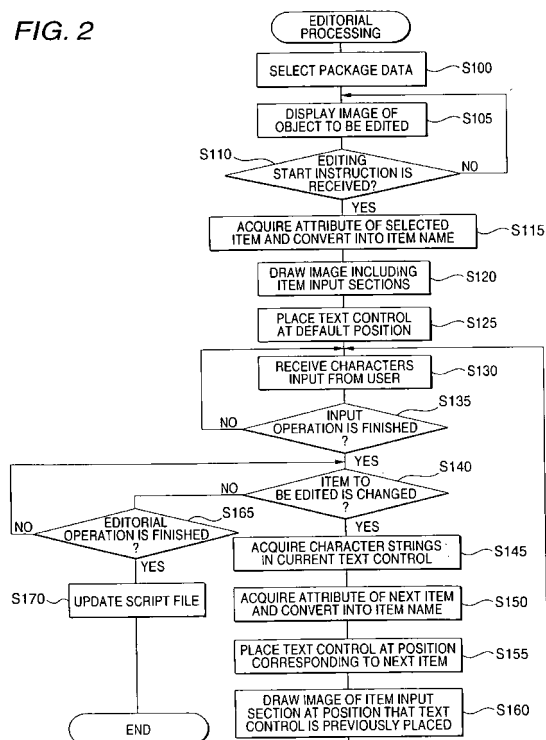 FIG. 2
EDITORIAL
PROCESSING
SELECT PACKAGE DATA
S100
DISPLAY IMAGE OF
OBJECT TO BE EDITED
S105
S110
EDITING
START INSTRUCTION IS
RECEIVED?
NO
YES
ACQUIRE ATTRIBUTE OF SELECTED
ITEM AND CONVERT INTO ITEM NAME
S115
DRAW IMAGE INCLUDING
ITEM INPUT SECTIONS
S120
PLACE TEXT CONTROL
AT DEFAULT POSITION
S125
RECEIVE CHARACTERS
INPUT FROM USER
S130
S135
INPUT
OPERATION IS FINISHED
?
NO
YES
S140
ITEM TO
BE EDITED IS CHANGED
?
NO
YES
S165
EDITORIAL
OPERATION IS FINISHED
?
NO
YES
ACQUIRE CHARACTER STRINGS
IN CURRENT TEXT CONTROL
S145
S170
UPDATE SCRIPT FILE
ACQUIRE ATTRIBUTE OF NEXT ITEM
AND CONVERT INTO ITEM NAME
S150
PLACE TEXT CONTROL AT POSITION
CORRESPONDING TO NEXT ITEM
S155
DRAW IMAGE OF ITEM INPUT
SECTION AT POSITION THAT TEXT
CONTROL IS PREVIOUSLY PLACED
S160
END